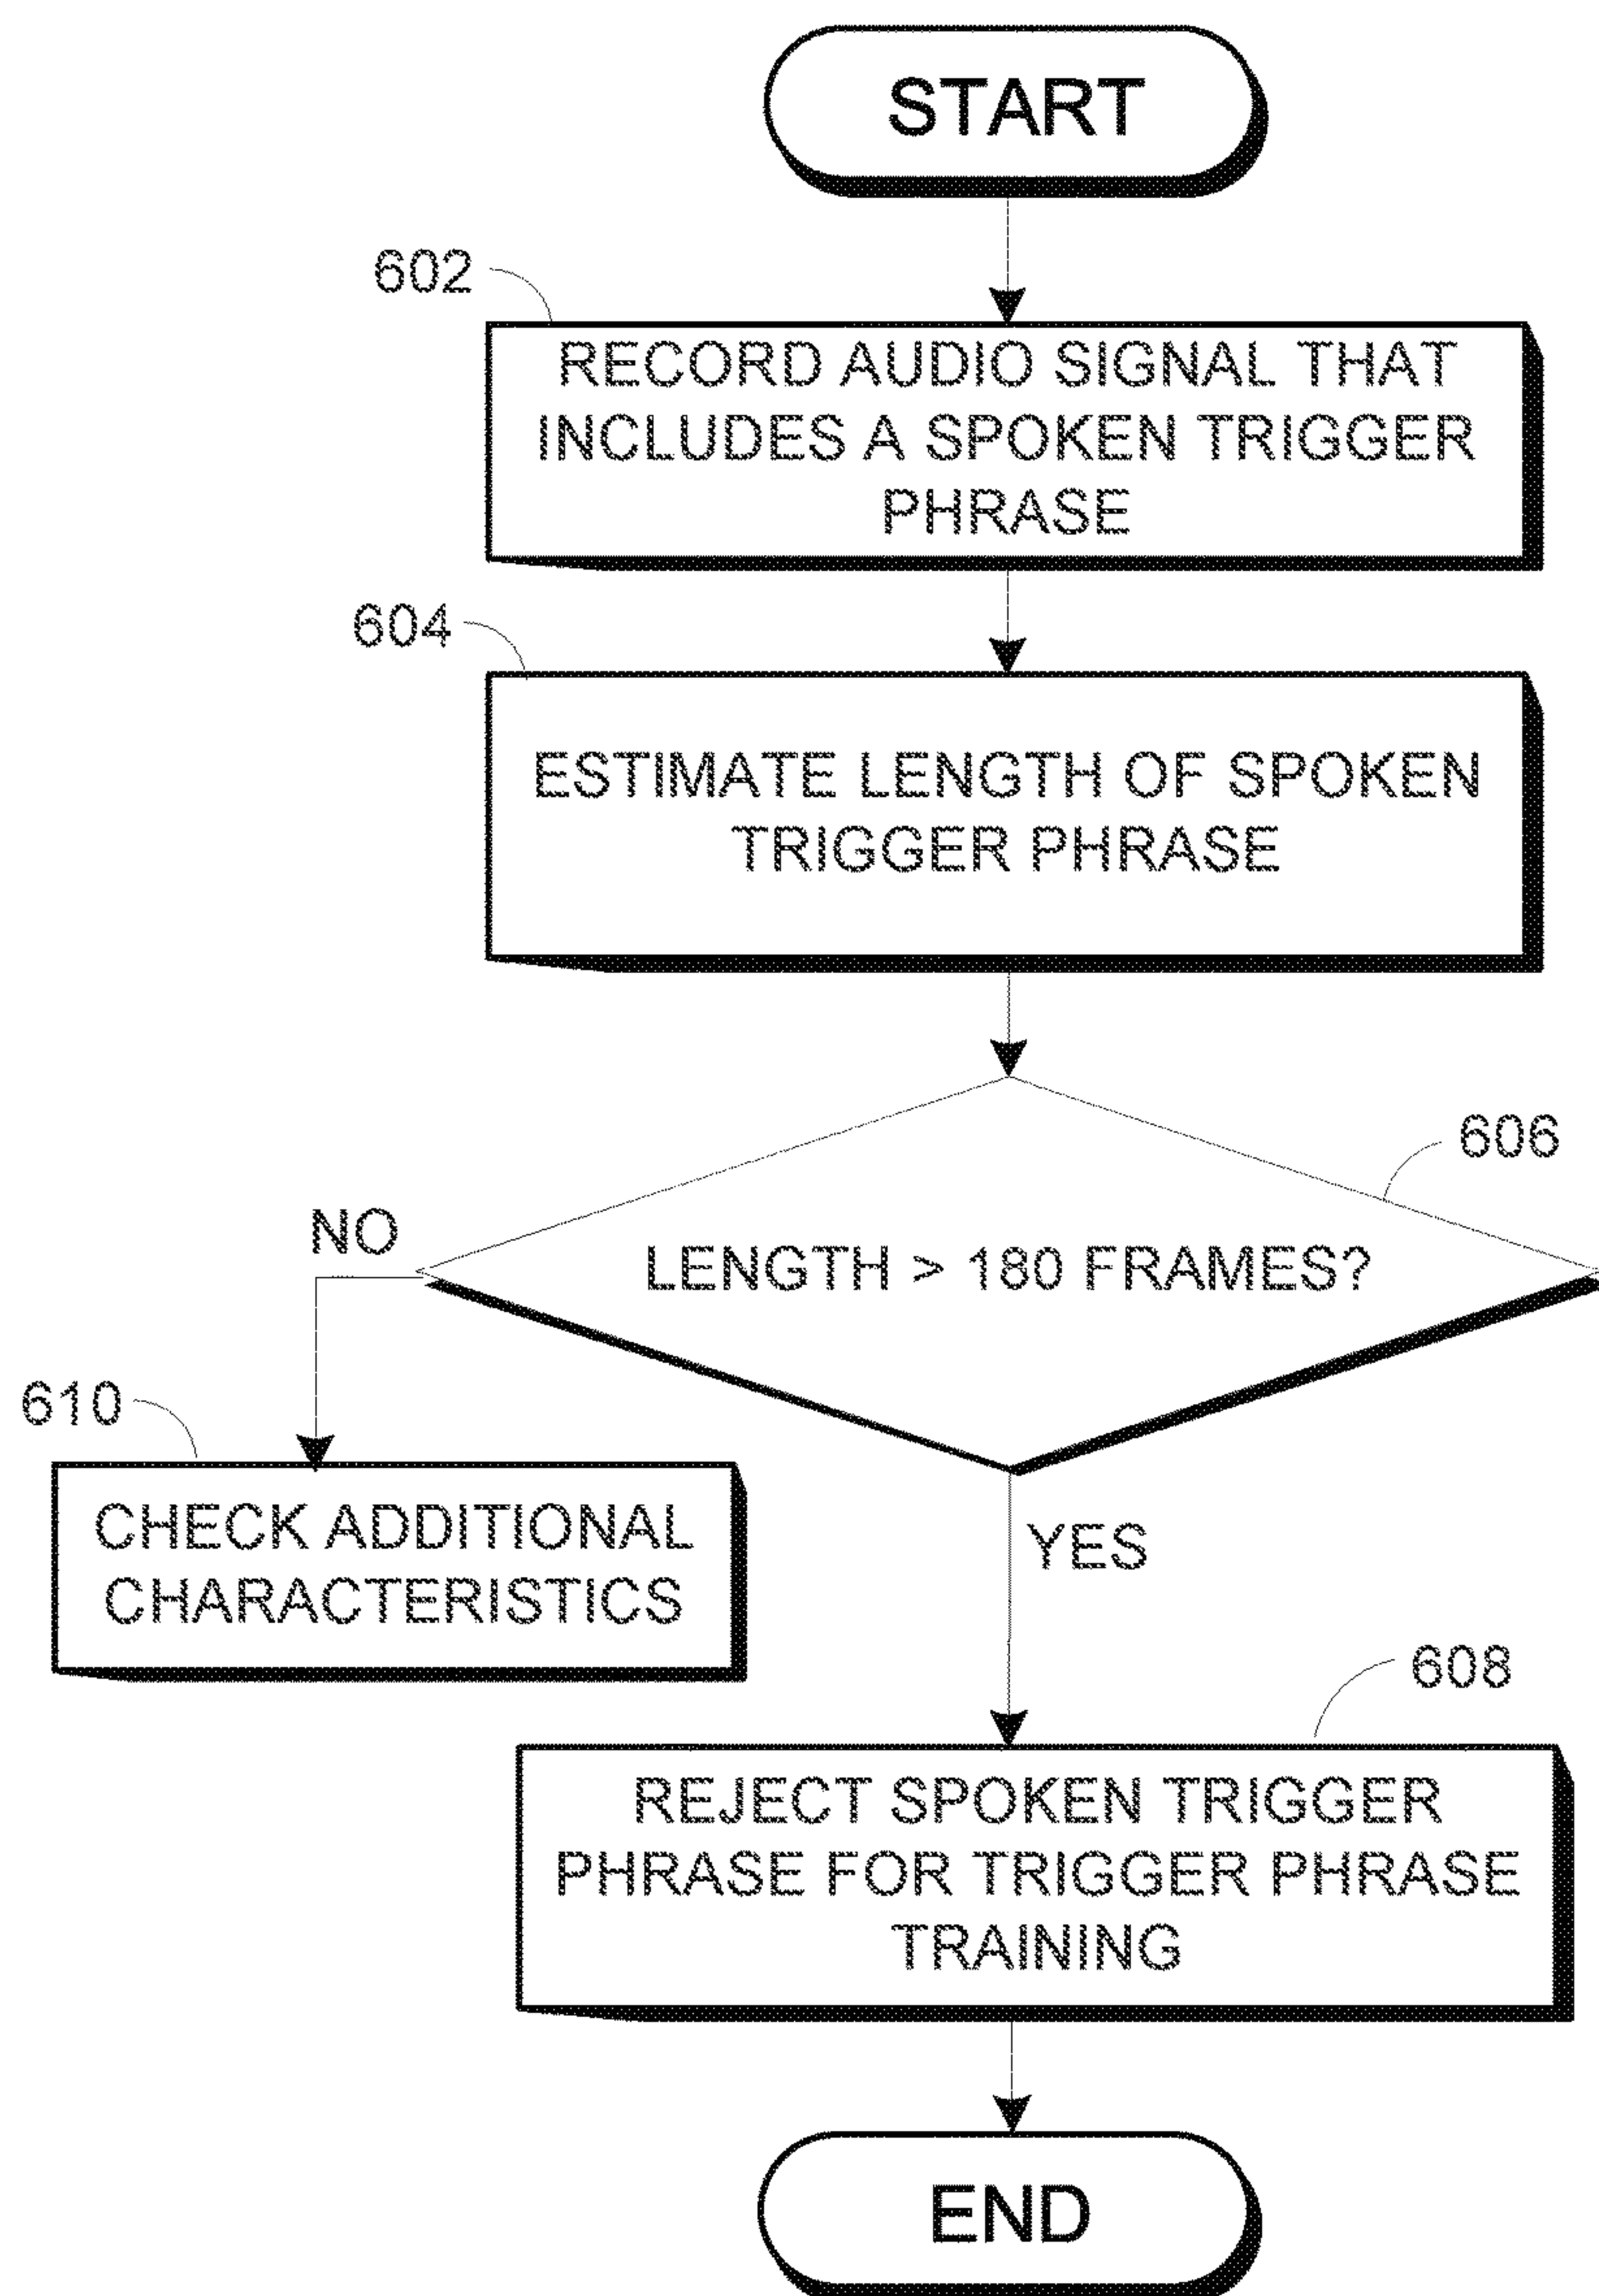 START
602
RECORD AUDIO SIGNAL THAT
INCLUDES A SPOKEN TRIGGER
PHRASE
604
ESTIMATE LENGTH OF SPOKEN
TRIGGER PHRASE
606
NO
LENGTH > 180 FRAMES?
610
CHECK ADDITIONAL
CHARACTERISTICS
YES
608
REJECT SPOKEN TRIGGER
PHRASE FOR TRIGGER PHRASE
TRAINING
END